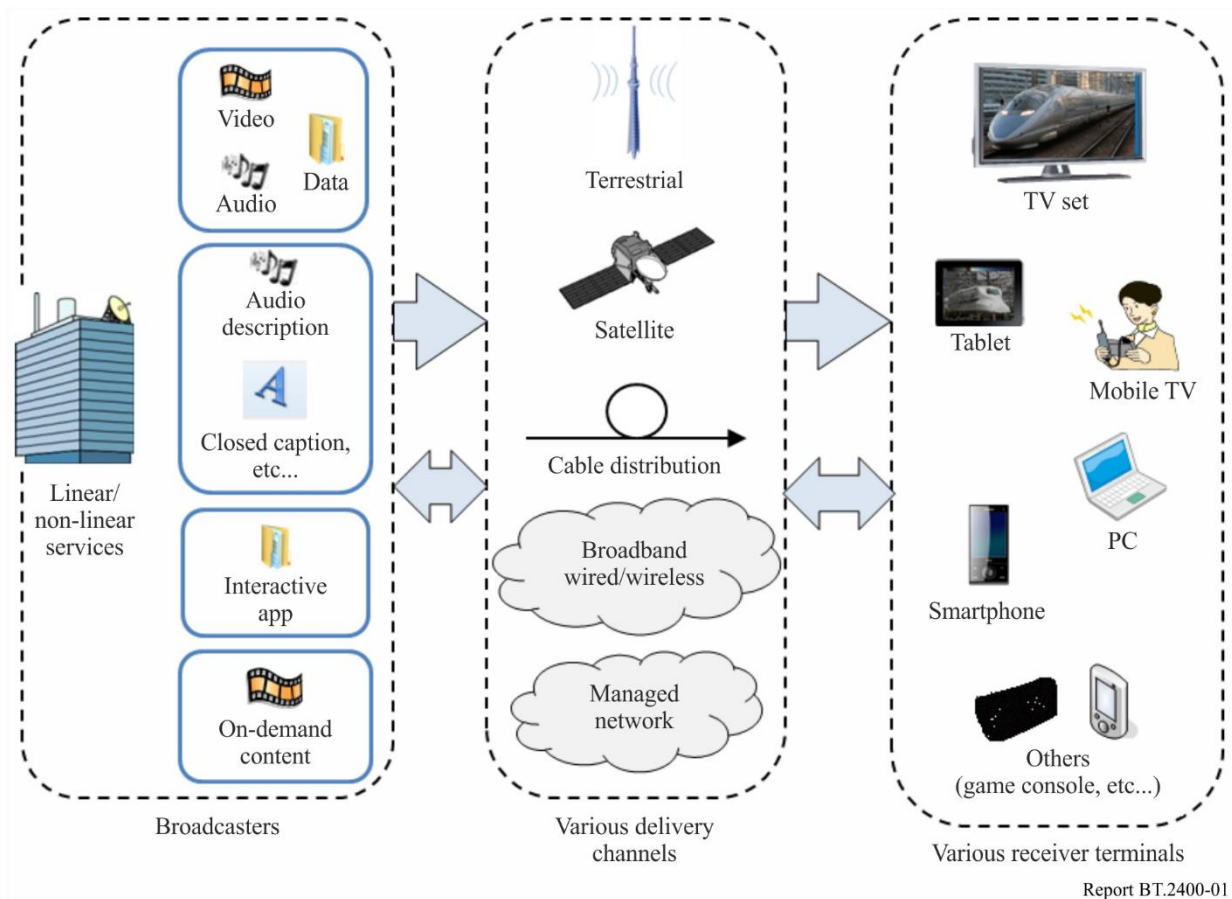 Video
Data
Audio
Audio
description
A
Closed caption,
etc...
Linear/
non-linear
services
Interactive
app
On-demand
content
Broadcasters
Terrestrial
Satellite
Cable distribution
Broadband
wired/wireless
Managed
network
Various delivery
channels
TV set
Tablet
Mobile TV
PC
Smartphone
Others
(game console, etc...)
Various receiver terminals
Report BT.2400-01